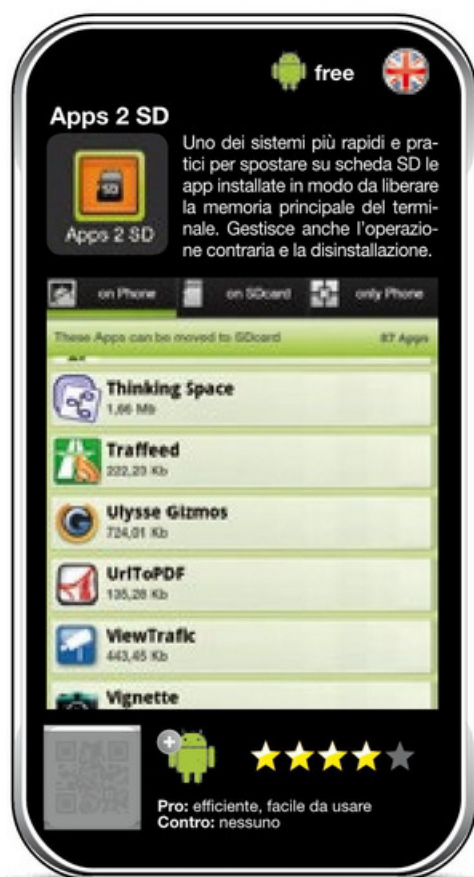 free
Apps 2 SD
Uno dei sistemi più rapidi e pra-
tici per spostare su scheda SD le
app installate in modo da liberare
la memoria principale del termi-
nale. Gestisce anche l'operazio-
ne contraria e la disinstallazione.
SD
Apps 2 SD
on Phone on SDcard only Phone
These Apps can be moved to SDcard 87 Apps
Thinking Space
1,66 Mb
Traffeed
222,23 Kb
Ulysse Gizmos
724,01 Kb
UrlToPDF
135,28 Kb
ViewTrafic
443,45 Kb
Vignette
Pro: efficiente, facile da usare
Contro: nessuno